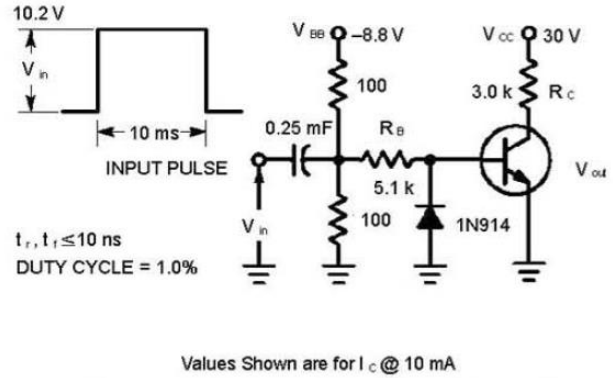 10.2 V
V in
10 ms
INPUT PULSE
t r , t f ≤ 10 ns
DUTY CYCLE = 1.0%
V BB –8.8 V
100
0.25 mF
R B
5.1 k
100
V in
1N914
V cc 30 V
3.0 k
R C
V out
Values Shown are for I C @ 10 mA